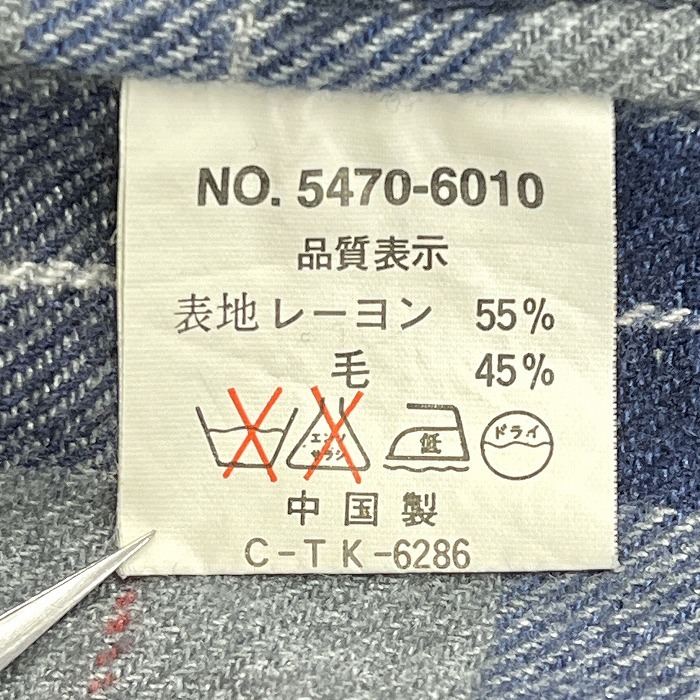 NO. 5470-6010
品質表示
表地 レーヨン 55%
毛 45%
エンソ サラシ 低 ドライ
中国製
C-TK-6286